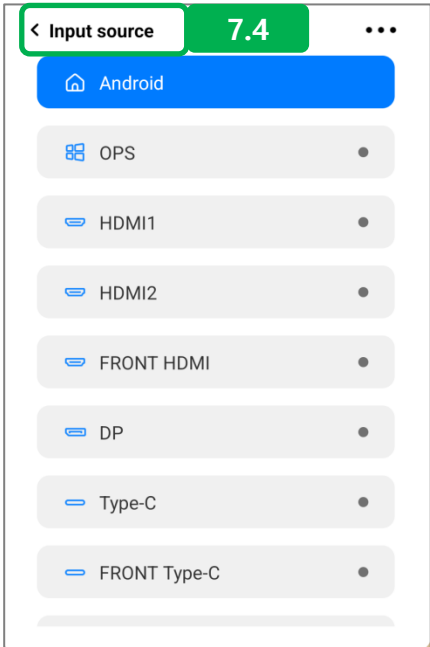 Input source
7.4
Android
OPS
HDMI1
HDMI2
FRONT HDMI
DP
Type-C
FRONT Type-C